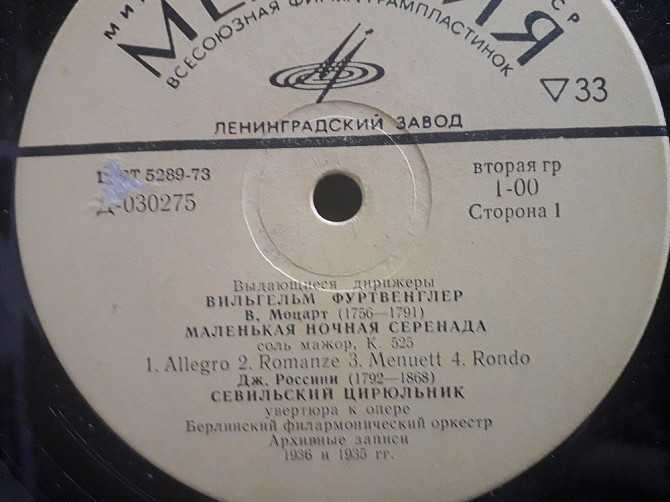 ВСЕСОЮЗНАЯ ФИРМА ГРАМПЛАСТИНОК
33
ЛЕНИНГРАДСКИЙ ЗАВОД
5289-73
Д-030275
вторая гр
1-00
Сторона 1
Выдающиеся дирижеры
ВИЛЬГЕЛЬМ ФУРТВЕНГЛЕР
В. Моцарт (1756—1791)
МАЛЕНЬКАЯ НОЧНАЯ СЕРЕНАДА
соль мажор, К. 525
1. Allegro 2. Romanze 3. Menuett 4. Rondo
Дж. Россини (1792—1868)
СЕВИЛЬСКИЙ ЦИРЮЛЬНИК
увертюра к опере
Берлинский филармонический оркестр
Архивные записи
1936 и 1935 гг.